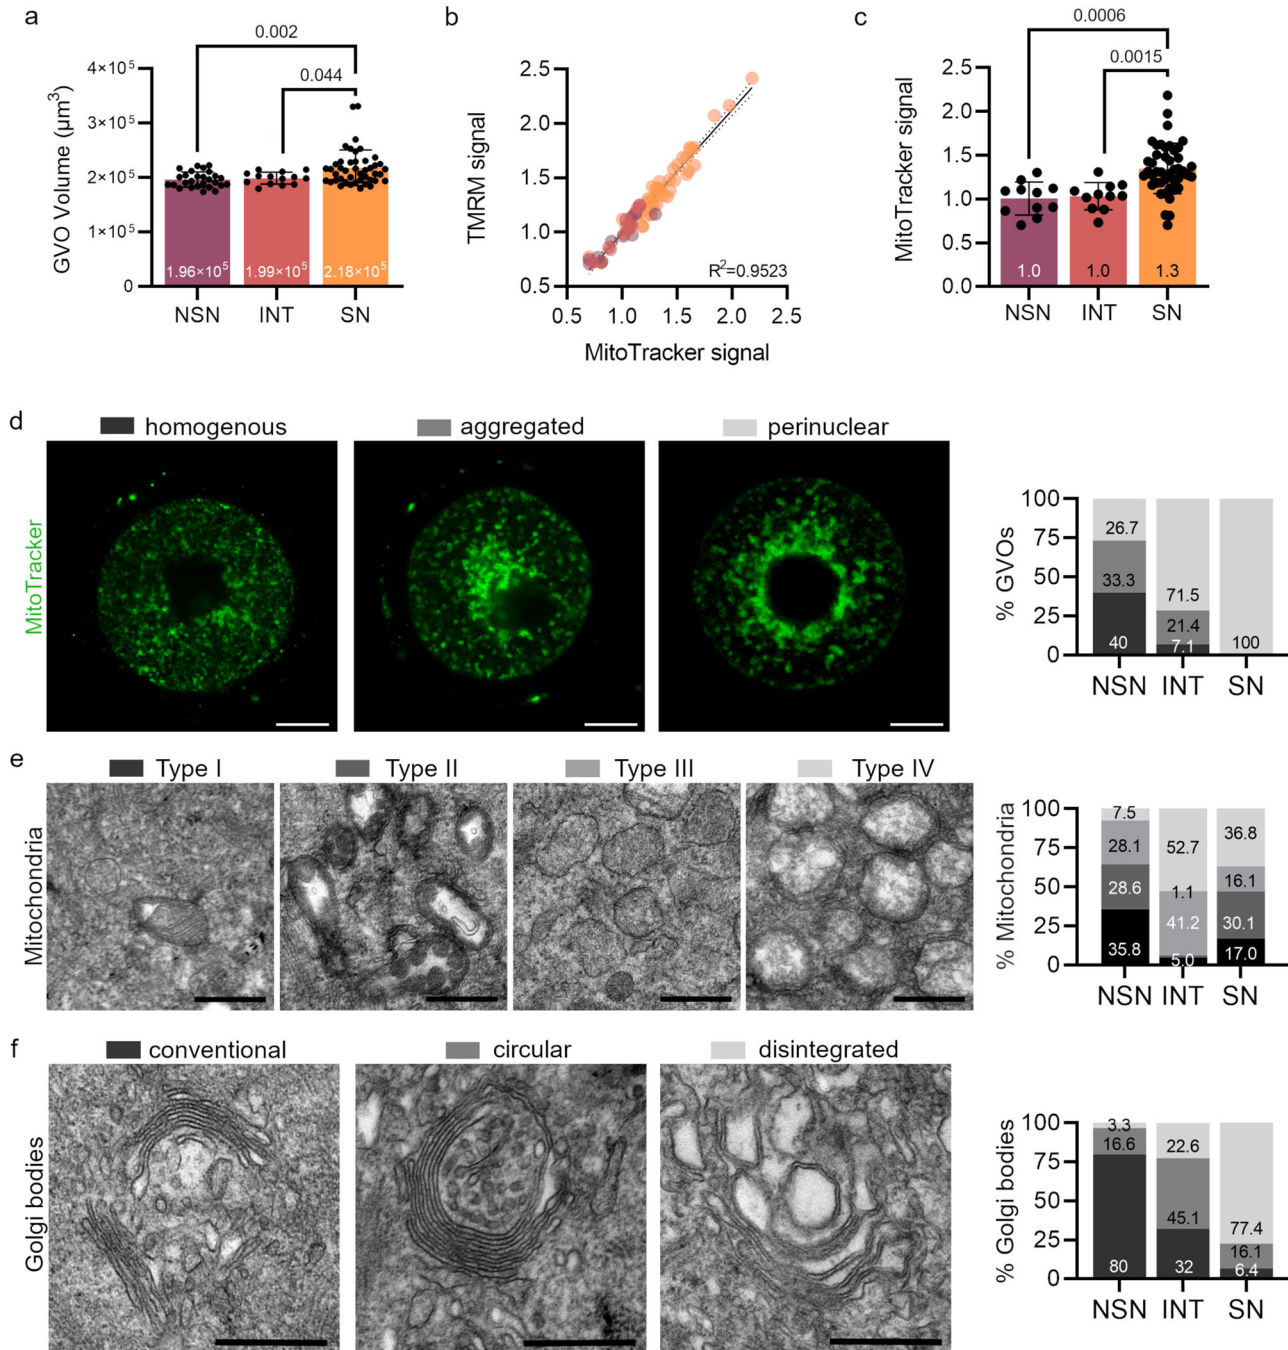 a
0.002
0.044
GVO Volume (µm³)
4×10⁵
3×10⁵
2×10⁵
1×10⁵
0
1.96×10⁵ 1.99×10⁵ 2.18×10⁵
NSN INT SN
b
TMRM signal
2.5
2.0
1.5
1.0
0.5
R²=0.9523
0.5 1.0 1.5 2.0 2.5
MitoTracker signal
c
0.0006
0.0015
MitoTracker signal
2.5
2.0
1.5
1.0
0.5
0.0
1.0 1.0 1.3
NSN INT SN
d
homogenous aggregated perinuclear
MitoTracker
% GVOs
100
75
50
25
0
26.7
33.3
40
71.5
21.4
7.1
100
NSN INT SN
e
Type I Type II Type III Type IV
Mitochondria
% Mitochondria
100
75
50
25
0
7.5
28.1
28.6
35.8
52.7
1.1
41.2
5.0
36.8
16.1
30.1
17.0
NSN INT SN
f
conventional circular disintegrated
Golgi bodies
% Golgi bodies
100
75
50
25
0
3.3
16.6
80
22.6
45.1
32
77.4
16.1
6.4
NSN INT SN